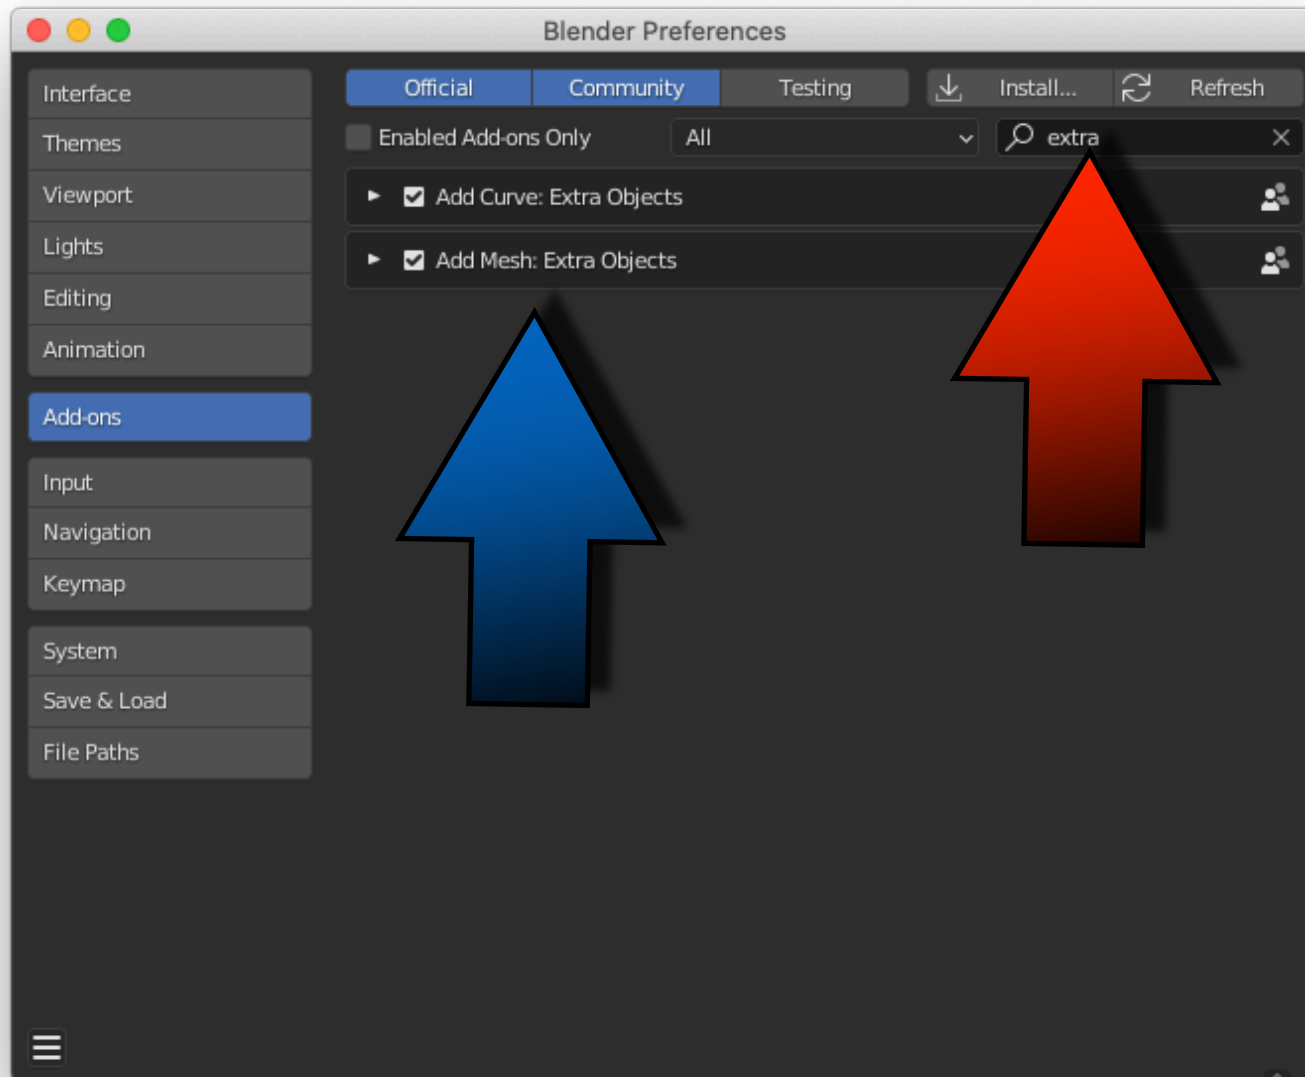 Blender Preferences
Interface
Themes
Viewport
Lights
Editing
Animation
Add-ons
Input
Navigation
Keymap
System
Save & Load
File Paths
Official Community Testing Install... Refresh
Enabled Add-ons Only All extra
Add Curve: Extra Objects
Add Mesh: Extra Objects